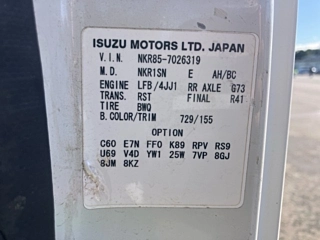 ISUZU MOTORS LTD. JAPAN
V.I.N. NKR85-7026319
M.D. NKR1SN E AH/BC
ENGINE LFB/4JJ1 RR AXLE G73
TRANS. RST FINAL R41
TIRE BWQ
B.COLOR/TRIM 729/155
OPTION
C60 E7N FF0 K89 RPV RS9
U69 V4D YW1 25W 7VP 8GJ
8JM 8KZ